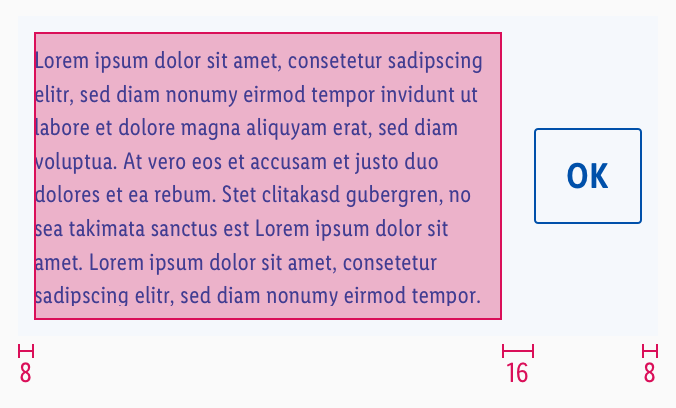 Lorem ipsum dolor sit amet, consetetur sadipscing
elitr, sed diam nonumy eirmod tempor invidunt ut
labore et dolore magna aliquyam erat, sed diam
voluptua. At vero eos et accusam et justo duo
dolores et ea rebum. Stet clitakasd gubergren, no
sea takimata sanctus est Lorem ipsum dolor sit
amet. Lorem ipsum dolor sit amet, consetetur
sadipscing elitr, sed diam nonumy eirmod tempor.
OK
8
16
8